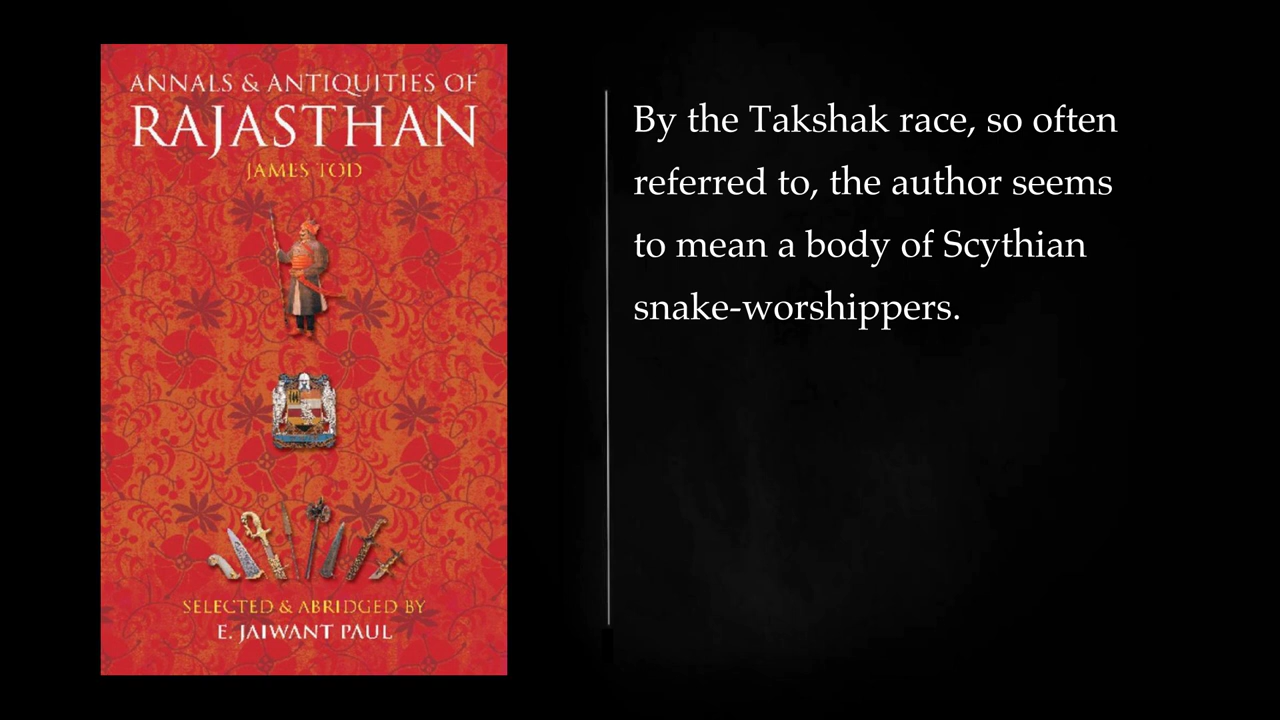 ANNALS & ANTIQUITIES OF
RAJASTHAN
JAMES TOD
SELECTED & ABRIDGED BY
E. JAIWANT PAUL
By the Takshak race, so often
referred to, the author seems
to mean a body of Scythian
snake-worshippers.